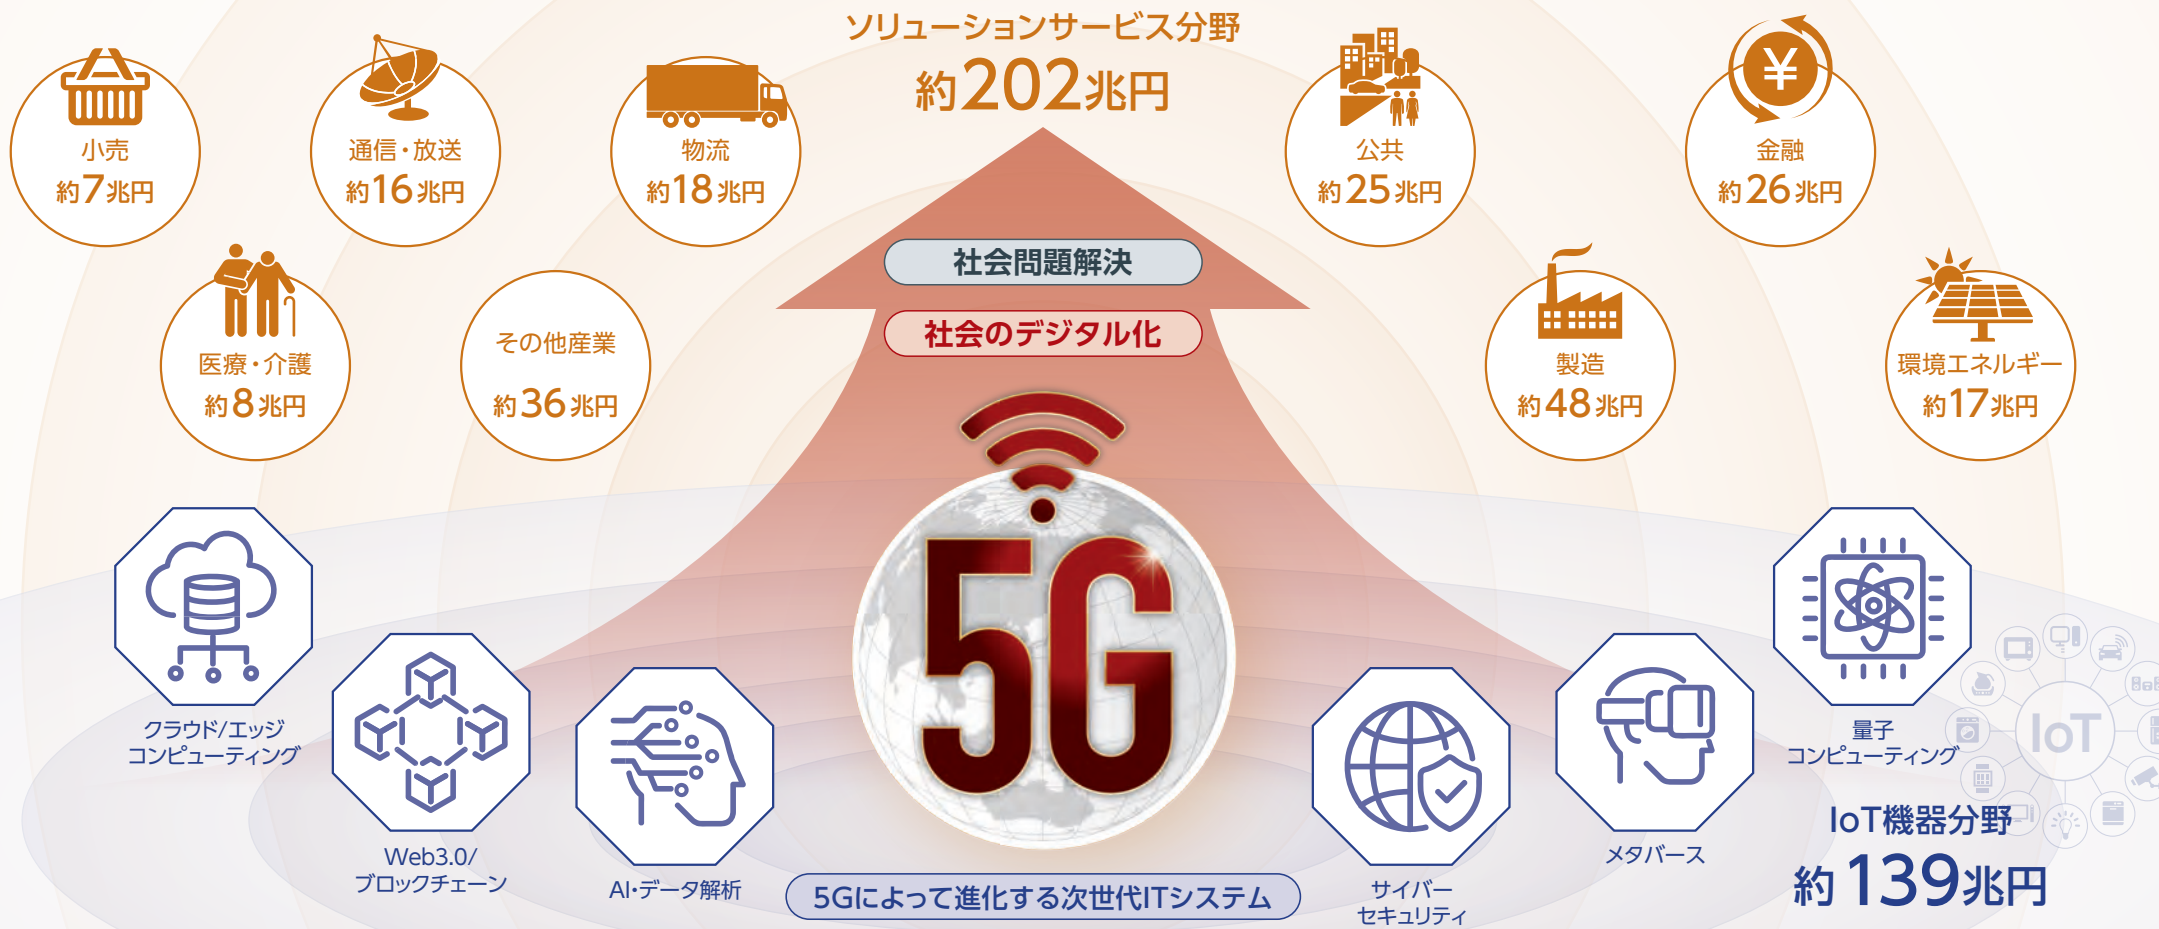 ソリューションサービス分野
約202兆円
小売
約7兆円
通信・放送
約16兆円
物流
約18兆円
公共
約25兆円
金融
約26兆円
医療・介護
約8兆円
その他産業
約36兆円
製造
約48兆円
環境エネルギー
約17兆円
社会問題解決
社会のデジタル化
5G
クラウド/エッジ
コンピューティング
Web3.0/
ブロックチェーン
AI・データ解析
5Gによって進化する次世代ITシステム
サイバー
セキュリティ
メタバース
量子
コンピューティング
IoT
IoT機器分野
約139兆円